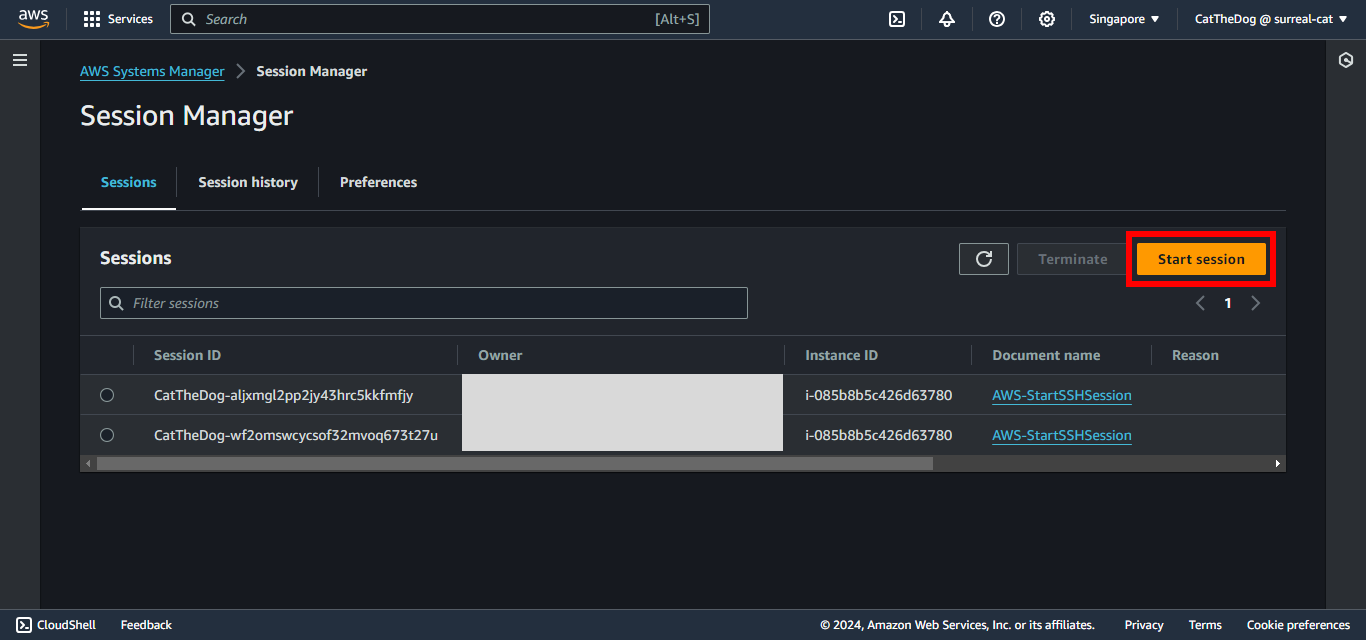 aws Services Search [Alt+S] Singapore CatTheDog @ surreal-cat
AWS Systems Manager Session Manager
Session Manager
Sessions Session history Preferences
Sessions Terminate Start session
Filter sessions 1
Session ID Owner Instance ID Document name Reason
CatTheDog-aljxmgl2pp2jy43hrc5kkfmfjy i-085b8b5c426d63780 AWS-StartSSHSession
CatTheDog-wf2omswcycsof32mvoq673t27u i-085b8b5c426d63780 AWS-StartSSHSession
CloudShell Feedback © 2024, Amazon Web Services, Inc. or its affiliates. Privacy Terms Cookie preferences